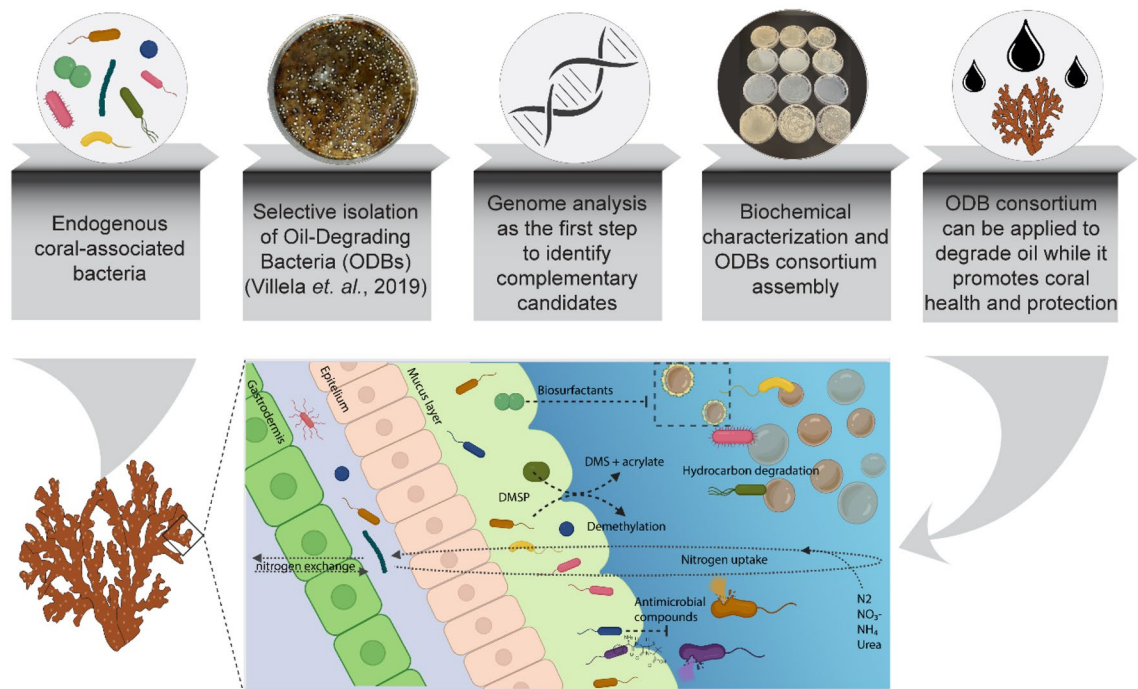 Endogenous
coral-associated
bacteria
Selective isolation
of Oil-Degrading
Bacteria (ODBs)
(Villela et. al., 2019)
Genome analysis
as the first step
to identify
complementary
candidates
Biochemical
characterization and
ODBs consortium
assembly
ODB consortium
can be applied to
degrade oil while it
promotes coral
health and protection
Gastrodermis
Epitelium
Mucus layer
Biosurfactants
Hydrocarbon degradation
DMS + acrylate
DMSP
Demethylation
nitrogen exchange
Nitrogen uptake
N2
NO₃-
NH₄
Urea
Antimicrobial
compounds